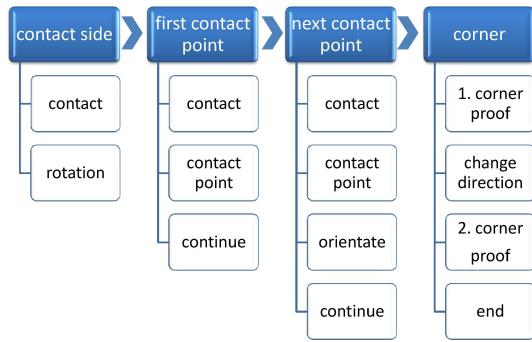 contact side
contact
rotation
first contact
point
contact
contact
point
continue
next contact
point
contact
contact
point
orientate
continue
corner
1. corner
proof
change
direction
2. corner
proof
end